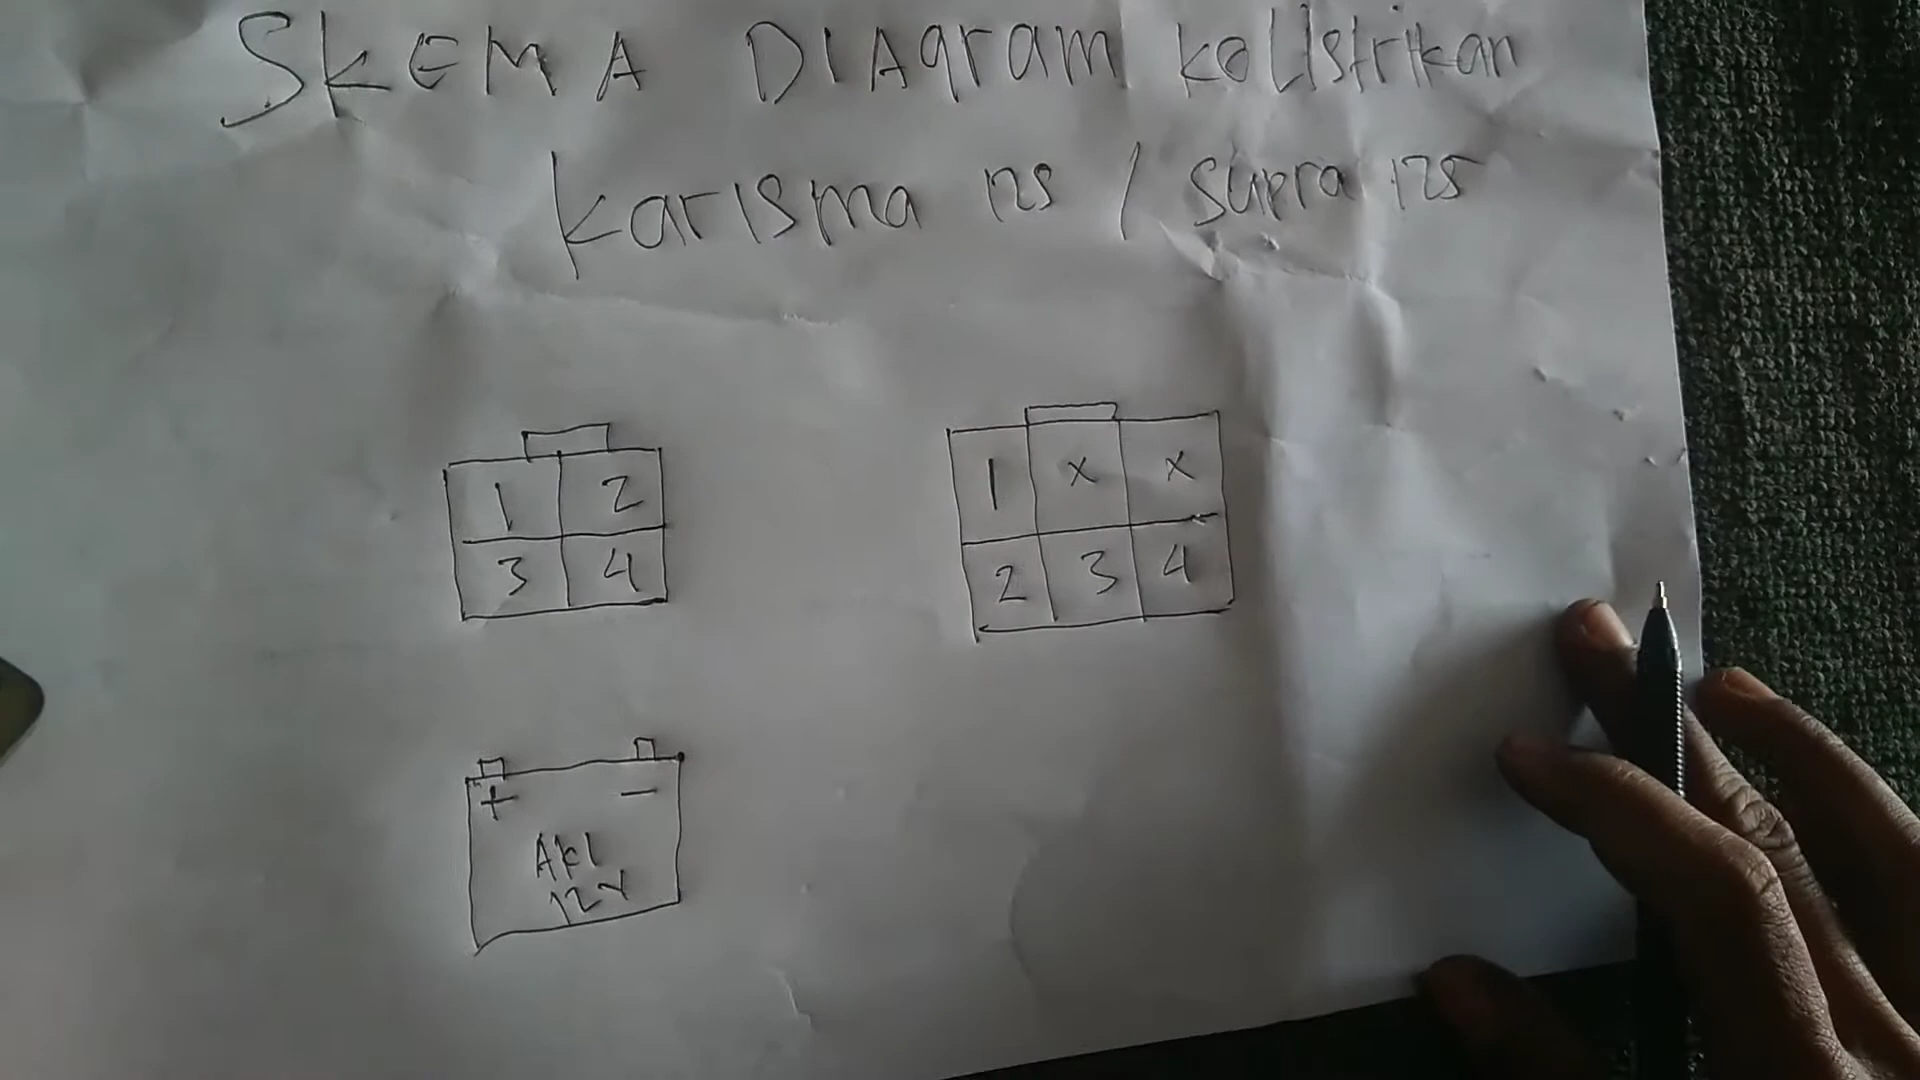 SKEMA DIAgram kelIstrikan
karIsma 125 / Supra 125
1 2
3 4
1 x x
2 3 4
+ −
AkI
12V